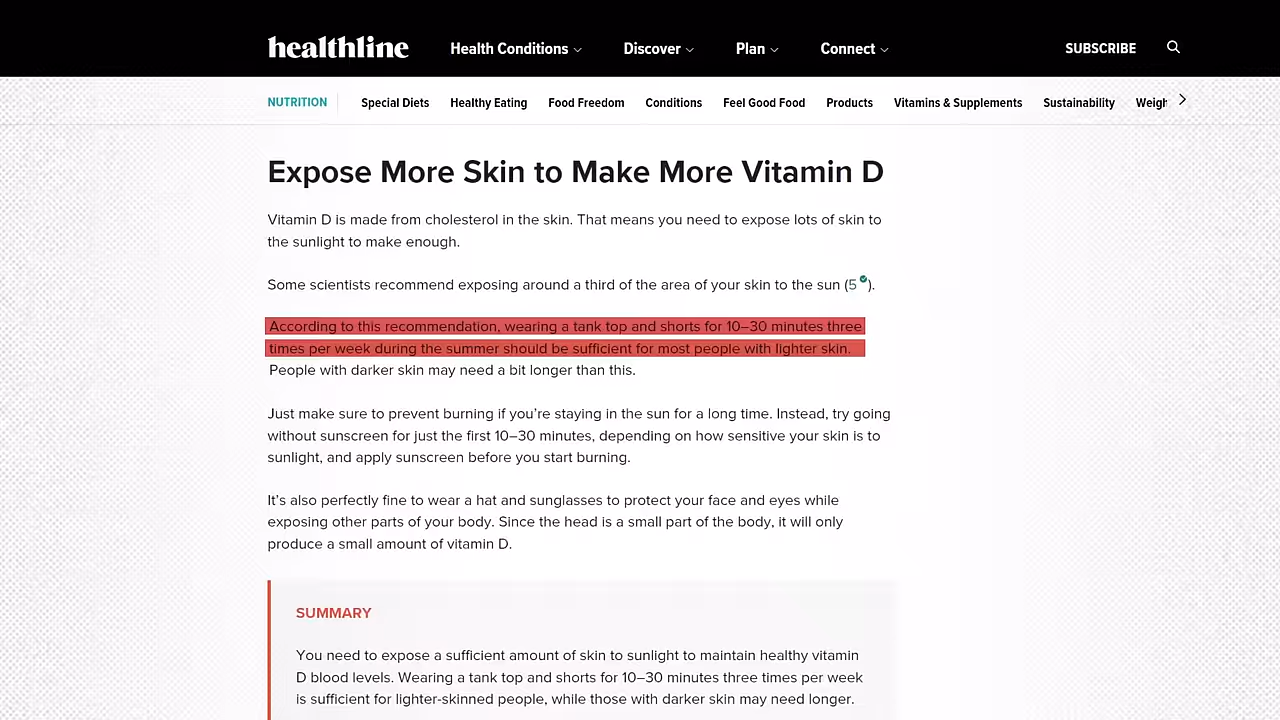 healthline Health Conditions Discover Plan Connect SUBSCRIBE
NUTRITION Special Diets Healthy Eating Food Freedom Conditions Feel Good Food Products Vitamins & Supplements Sustainability Weigh
Expose More Skin to Make More Vitamin D
Vitamin D is made from cholesterol in the skin. That means you need to expose lots of skin to
the sunlight to make enough.
Some scientists recommend exposing around a third of the area of your skin to the sun (5).
According to this recommendation, wearing a tank top and shorts for 10–30 minutes three
times per week during the summer should be sufficient for most people with lighter skin.
People with darker skin may need a bit longer than this.
Just make sure to prevent burning if you’re staying in the sun for a long time. Instead, try going
without sunscreen for just the first 10–30 minutes, depending on how sensitive your skin is to
sunlight, and apply sunscreen before you start burning.
It’s also perfectly fine to wear a hat and sunglasses to protect your face and eyes while
exposing other parts of your body. Since the head is a small part of the body, it will only
produce a small amount of vitamin D.
SUMMARY
You need to expose a sufficient amount of skin to sunlight to maintain healthy vitamin
D blood levels. Wearing a tank top and shorts for 10–30 minutes three times per week
is sufficient for lighter-skinned people, while those with darker skin may need longer.